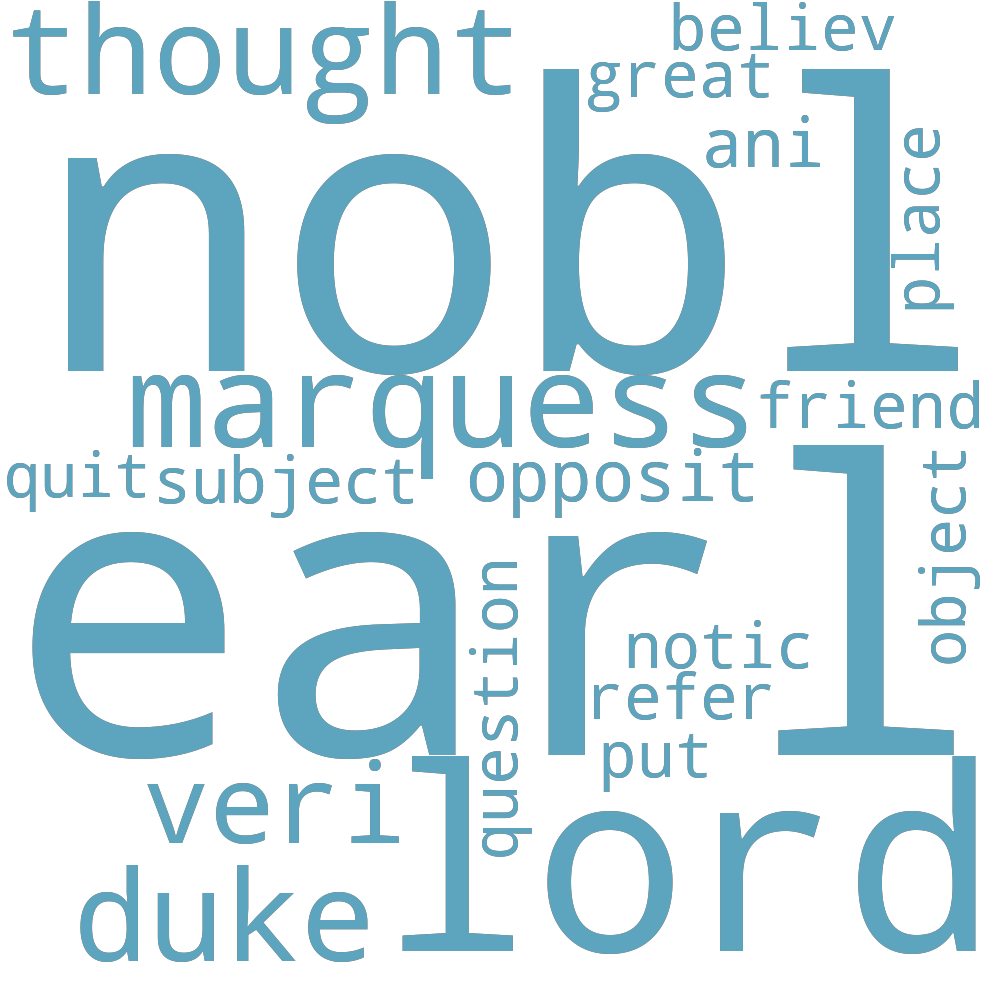 thought
believ
great
ani
place
nobl
marquess
friend
quit
subject
opposit
object
earl
question
notic
refer
put
veri
lord
duke